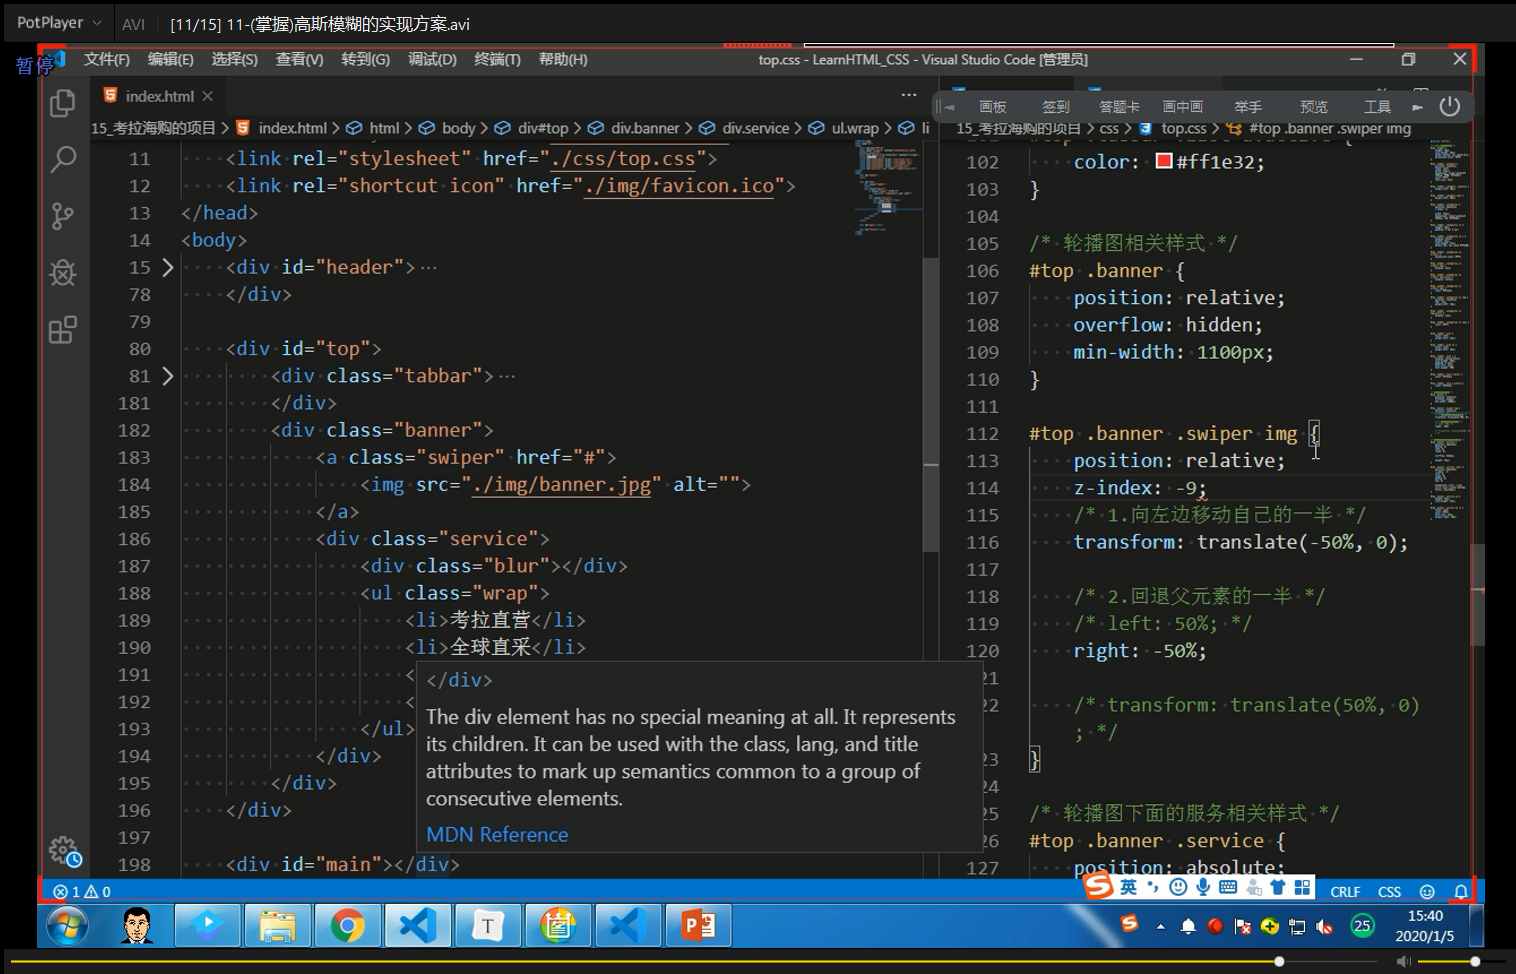 PotPlayer
AVI
[11/15] 11-(掌握)高斯模糊的实现方案.avi
暂停
文件(F) 编辑(E) 选择(S) 查看(V) 转到(G) 调试(D) 终端(T) 帮助(H)
top.css - LearnHTML_CSS - Visual Studio Code [管理员]
index.html
画板 签到 答题卡 画中画 举手 预览 工具
15_考拉海购的项目 > index.html > html > body > div#top > div.banner > div.service > ul.wrap > li
15_考拉海购的项目 > css > top.css > #top .banner .swiper img
11 <link rel="stylesheet" href="./css/top.css">
12 <link rel="shortcut icon" href="./img/favicon.ico">
13 </head>
14 <body>
15 <div id="header">…
78 </div>
79
80 <div id="top">
81 <div class="tabbar">…
181 </div>
182 <div class="banner">
183 <a class="swiper" href="#">
184 <img src="./img/banner.jpg" alt="">
185 </a>
186 <div class="service">
187 <div class="blur"></div>
188 <ul class="wrap">
189 <li>考拉直营</li>
190 <li>全球直采</li>
191 <
192 <
193 </ul>
194 </div>
195 </div>
196 </div>
197
198 <div id="main"></div>
</div>
The div element has no special meaning at all. It represents
its children. It can be used with the class, lang, and title
attributes to mark up semantics common to a group of
consecutive elements.
MDN Reference
102 color: #ff1e32;
103 }
104
105 /* 轮播图相关样式 */
106 #top .banner {
107 position: relative;
108 overflow: hidden;
109 min-width: 1100px;
110 }
111
112 #top .banner .swiper img {
113 position: relative;
114 z-index: -9;
115 /* 1.向左边移动自己的一半 */
116 transform: translate(-50%, 0);
117
118 /* 2.回退父元素的一半 */
119 /* left: 50%; */
120 right: -50%;
21
22 /* transform: translate(50%, 0)
; */
23 }
24
25 /* 轮播图下面的服务相关样式 */
26 #top .banner .service {
127 position: absolute;
1 0
英
CRLF CSS
25
15:40
2020/1/5